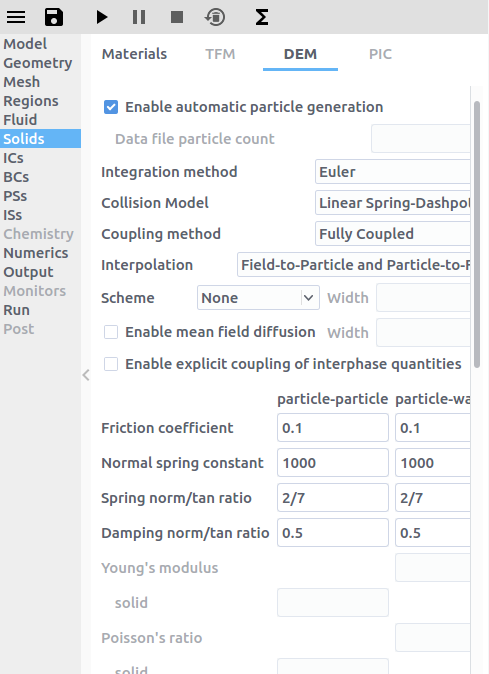 Σ
Model
Geometry
Mesh
Regions
Fluid
Solids
ICs
BCs
PSs
ISs
Chemistry
Numerics
Output
Monitors
Run
Post
Materials TFM DEM PIC
Enable automatic particle generation
Data file particle count
Integration method Euler
Collision Model Linear Spring-Dashpot
Coupling method Fully Coupled
Interpolation Field-to-Particle and Particle-to-F
Scheme None Width
Enable mean field diffusion Width
Enable explicit coupling of interphase quantities
particle-particle particle-wa
Friction coefficient 0.1 0.1
Normal spring constant 1000 1000
Spring norm/tan ratio 2/7 2/7
Damping norm/tan ratio 0.5 0.5
Young's modulus
solid
Poisson's ratio
solid